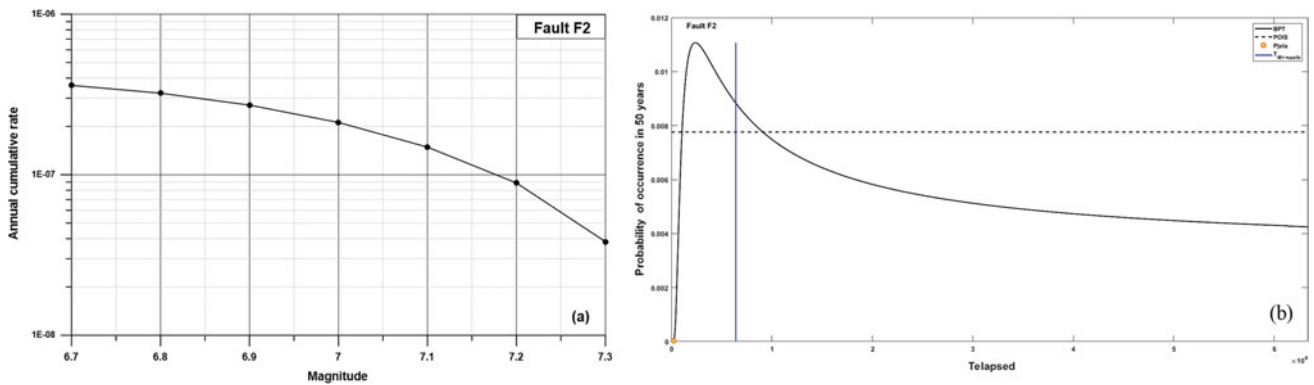 1E-06
Fault F2
Annual cumulative rate
1E-07
(a)
1E-08
6.7 6.8 6.9 7 7.1 7.2 7.3
Magnitude
0.012
Fault F2
BPT
POIS
0.01
0.008
Probability of occurrence in 50 years
0.006
0.004
0.002
(b)
0
0 1 2 3 4 5 6
Telapsed